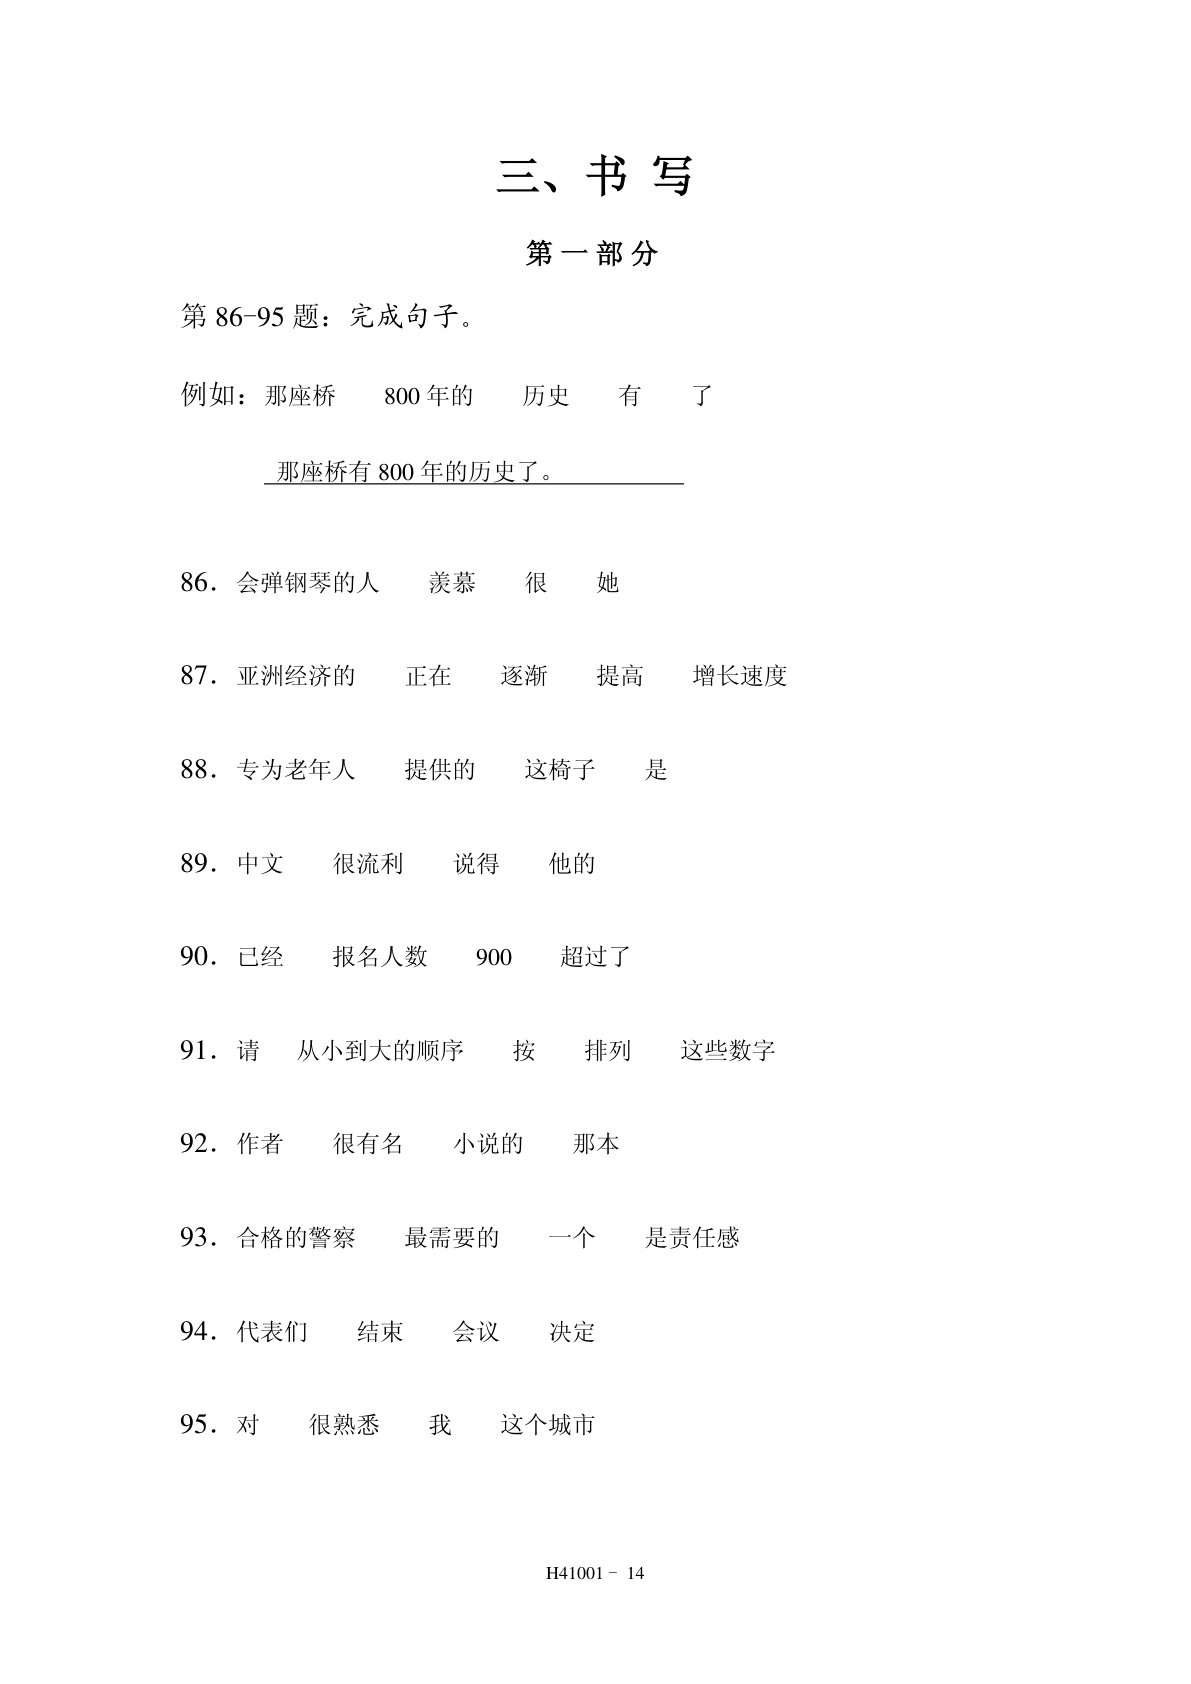 三、书 写
第 一 部 分
第 86-95 题：完成句子。
例如：那座桥 800 年的 历史 有 了
那座桥有 800 年的历史了。
86．会弹钢琴的人 羡慕 很 她
87．亚洲经济的 正在 逐渐 提高 增长速度
88．专为老年人 提供的 这椅子 是
89．中文 很流利 说得 他的
90．已经 报名人数 900 超过了
91．请 从小到大的顺序 按 排列 这些数字
92．作者 很有名 小说的 那本
93．合格的警察 最需要的 一个 是责任感
94．代表们 结束 会议 决定
95．对 很熟悉 我 这个城市
H41001 - 14